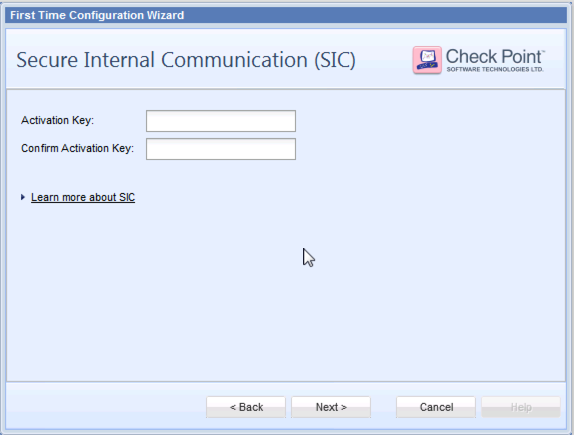 First Time Configuration Wizard
Secure Internal Communication (SIC)
Check Point™
SOFTWARE TECHNOLOGIES LTD.
Activation Key:
Confirm Activation Key:
Learn more about SIC
< Back Next > Cancel Help